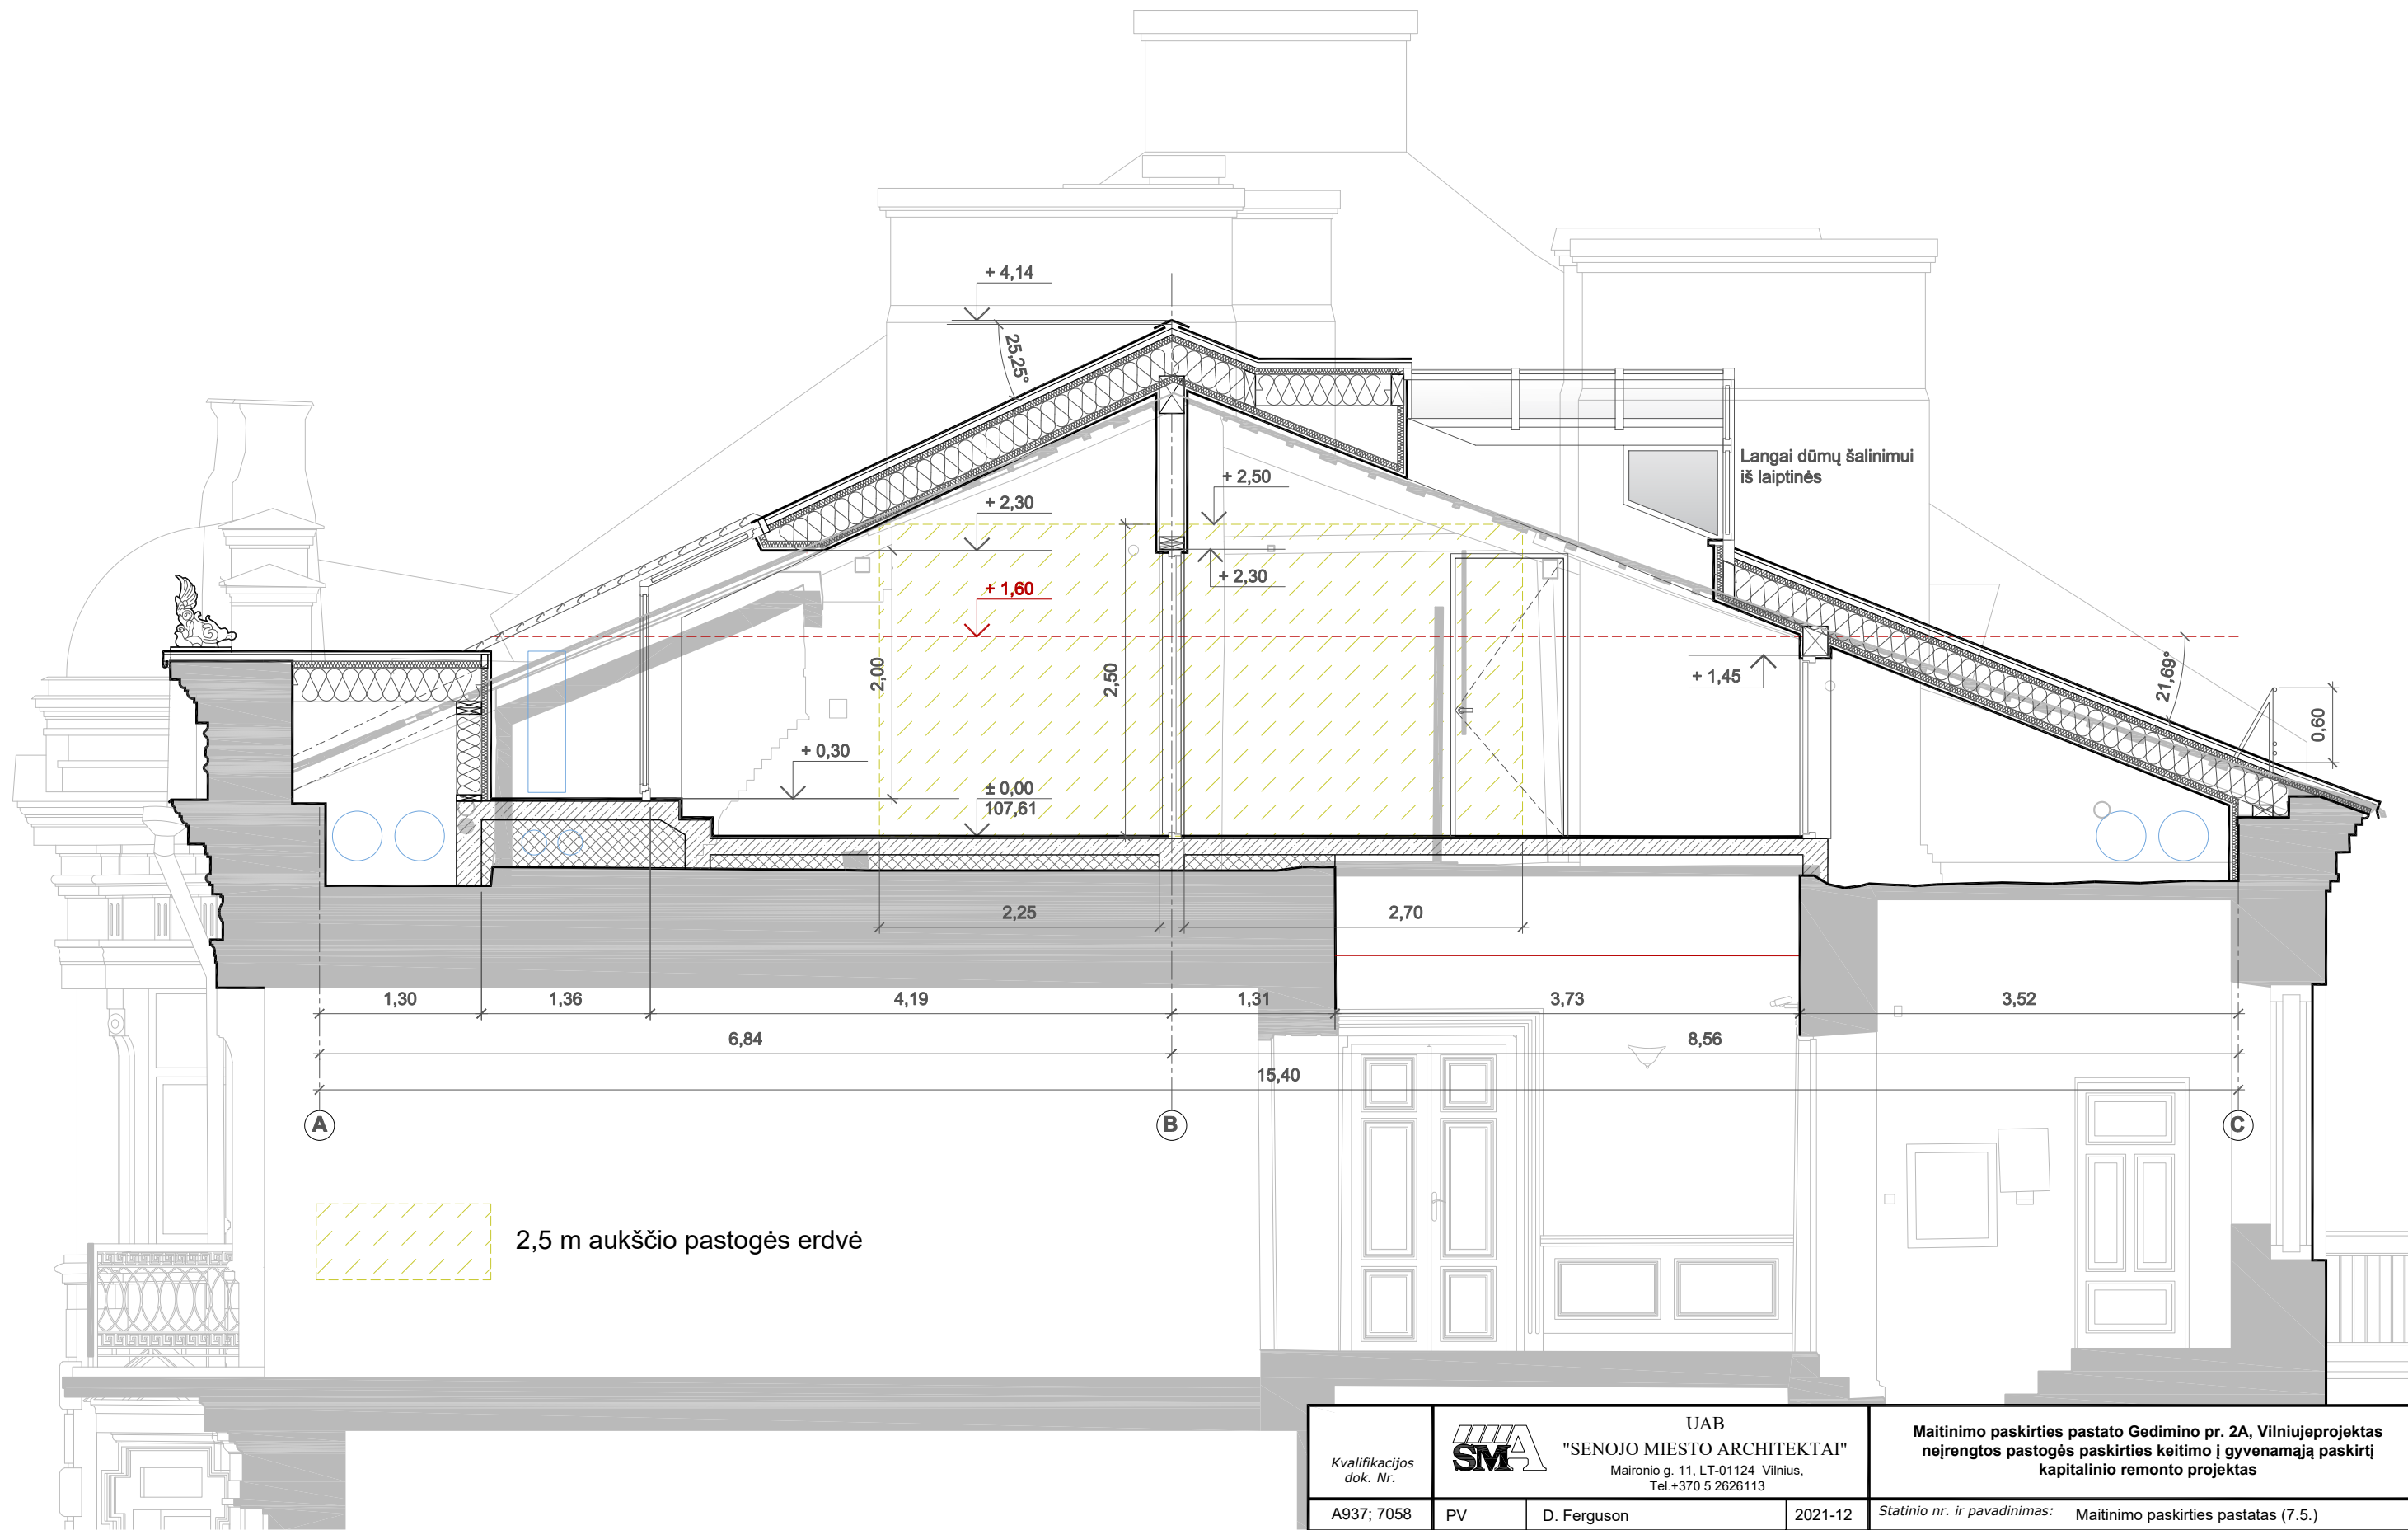 + 4,14
25,25°
Langai dūmų šalinimui
iš laiptinės
+ 2,50
+ 2,30
+ 2,30
+ 1,60
2,00
2,50
+ 1,45
21,69°
0,60
+ 0,30
± 0,00
107,61
2,25
2,70
1,30
1,36
4,19
1,31
3,73
3,52
6,84
8,56
15,40
A
B
C
2,5 m aukščio pastogės erdvė
Kvalifikacijos
dok. Nr.
SMA
UAB
"SENOJO MIESTO ARCHITEKTAI"
Maironio g. 11, LT-01124 Vilnius,
Tel.+370 5 2626113
Maitinimo paskirties pastato Gedimino pr. 2A, Vilniujeprojektas
neįrengtos pastogės paskirties keitimo į gyvenamąją paskirtį
kapitalinio remonto projektas
A937; 7058
PV
D. Ferguson
2021-12
Statinio nr. ir pavadinimas:
Maitinimo paskirties pastatas (7.5.)